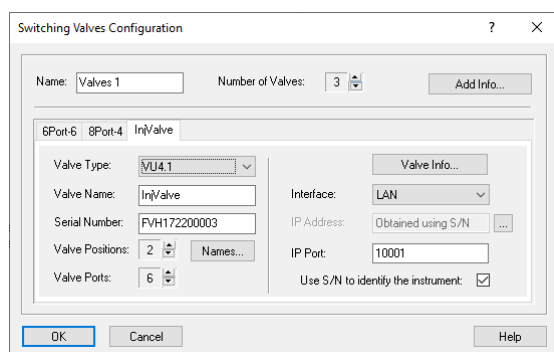 Switching Valves Configuration ? X
Name: Valves 1 Number of Valves: 3 Add Info...
6Port-6 8Port-4 InjValve
Valve Type: VU4.1 Valve Info...
Valve Name: InjValve Interface: LAN
Serial Number: FVH172200003 IP Address: Obtained using S/N ...
Valve Positions: 2 Names... IP Port: 10001
Valve Ports: 6 Use S/N to identify the instrument:
OK Cancel Help